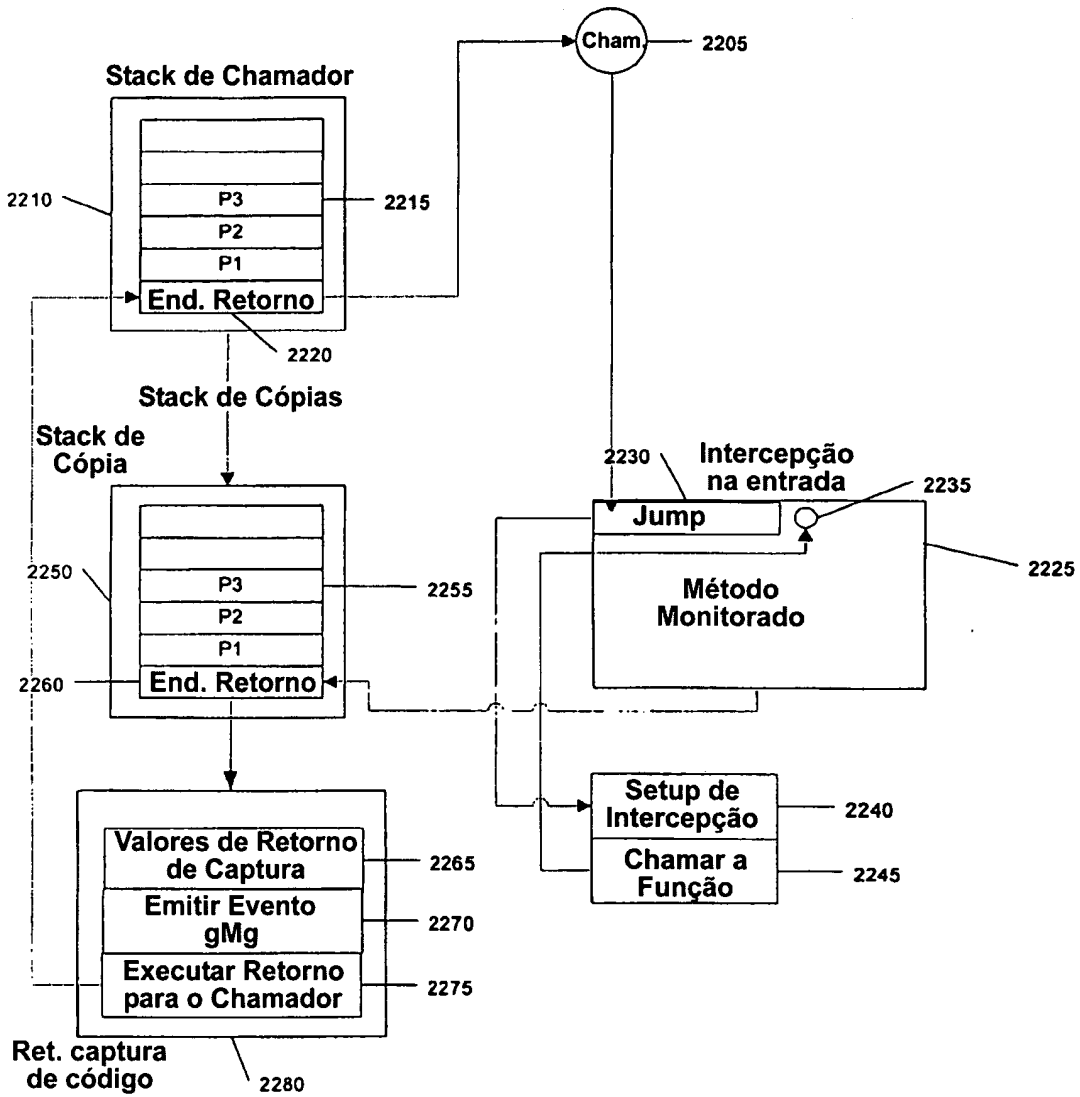 Cham.
2205
Stack de Chamador
2210
P3
2215
P2
P1
End. Retorno
2220
Stack de Cópias
Stack de
Cópia
2230
Intercepção
na entrada
2235
Jump
2225
Método
Monitorado
2250
P3
2255
P2
P1
2260
End. Retorno
Setup de
Intercepção
2240
Chamar a
Função
2245
Valores de Retorno
de Captura
2265
Emitir Evento
gMg
2270
Executar Retorno
para o Chamador
2275
Ret. captura
de código
2280